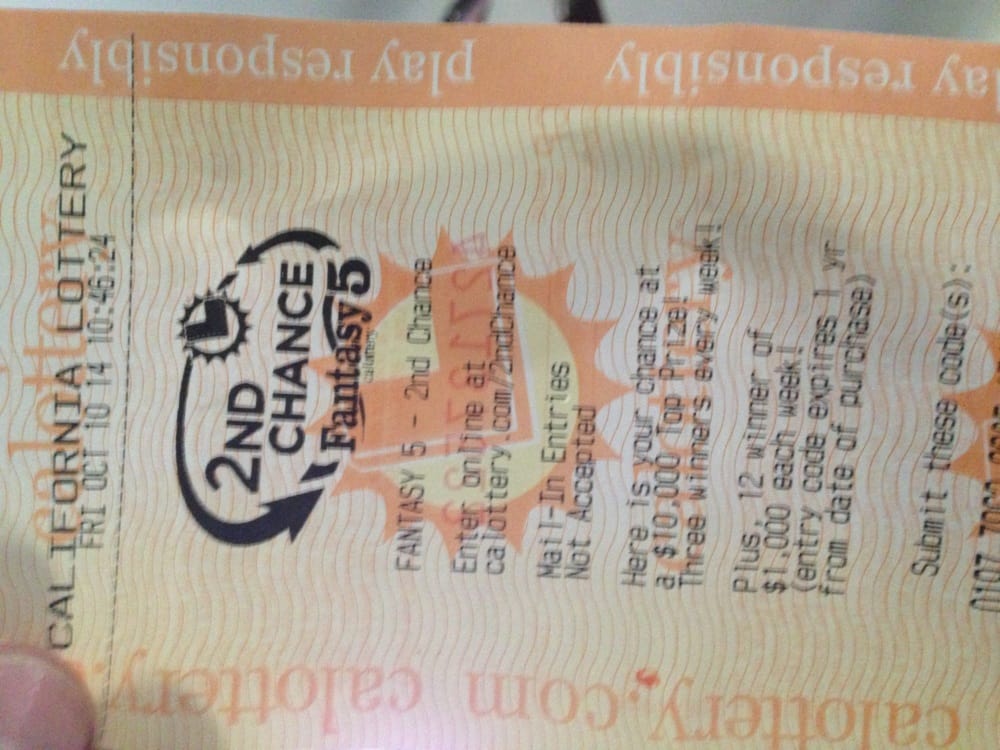 CALIFORNIA LOTTERY
FRI OCT 10 14 10:46:24
2ND
CHANCE
Fantasy 5
calottery
FANTASY 5 - 2nd Chance
Enter online at
calottery.com/2ndChance
Mail-In Entries
Not Accepted
Here is your chance at
a $10,000 Top Prize!
Three winners every week!
Plus, 12 winner of
$1,000 each week!
(entry code expires 1 yr
from date of purchase)
Submit these code(s):
play responsibly
play responsibly
calottery.com calottery.
calottery